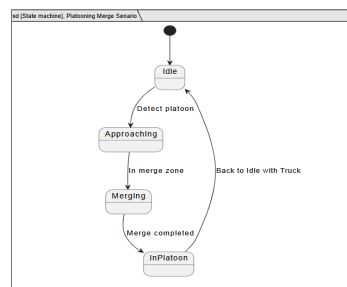 sd [State machine], Platooning Merge Senario
Idle
Detect platoon
Approaching
In merge zone
Back to Idle with Truck
Merging
Merge completed
InPlatoon